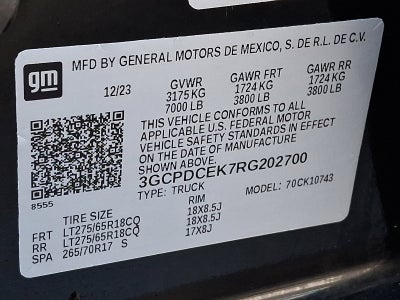 gm MFD BY GENERAL MOTORS DE MEXICO, S. DE R.L. DE C.V.
12/23 GVWR GAWR FRT GAWR RR
3175 KG 1724 KG 1724 KG
7000 LB 3800 LB 3800 LB
THIS VEHICLE CONFORMS TO ALL
APPLICABLE U.S. FEDERAL MOTOR
VEHICLE SAFETY STANDARDS IN EFFECT
ON THE DATE OF MANUFACTURE
SHOWN ABOVE.
3GCPDCEK7RG202700
8555 TYPE: TRUCK MODEL: 70CK10743
TIRE SIZE RIM
FRT LT275/65R18CQ 18X8.5J
RR LT275/65R18CQ 18X8.5J
SPA 265/70R17 S 17X8J